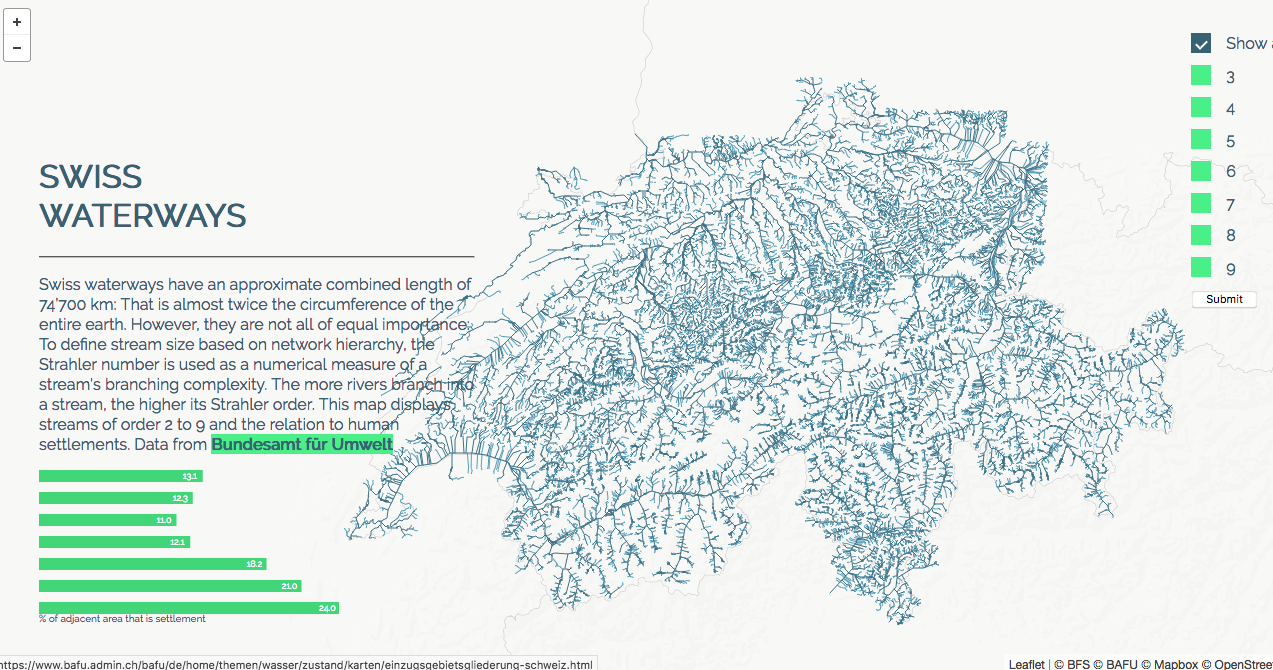 +
−
Show
3
4
5
6
7
8
9
Submit
SWISS
WATERWAYS
Swiss waterways have an approximate combined length of
74'700 km: That is almost twice the circumference of the
entire earth. However, they are not all of equal importance.
To define stream size based on network hierarchy, the
Strahler number is used as a numerical measure of a
stream's branching complexity. The more rivers branch into
a stream, the higher its Strahler order. This map displays
streams of order 2 to 9 and the relation to human
settlements. Data from Bundesamt für Umwelt
13.1
12.3
11.0
12.1
18.2
21.0
24.0
% of adjacent area that is settlement
https://www.bafu.admin.ch/bafu/de/home/themen/wasser/zustand/karten/einzugsgebietsgliederung-schweiz.html
Leaflet | © BFS © BAFU © Mapbox © OpenStree